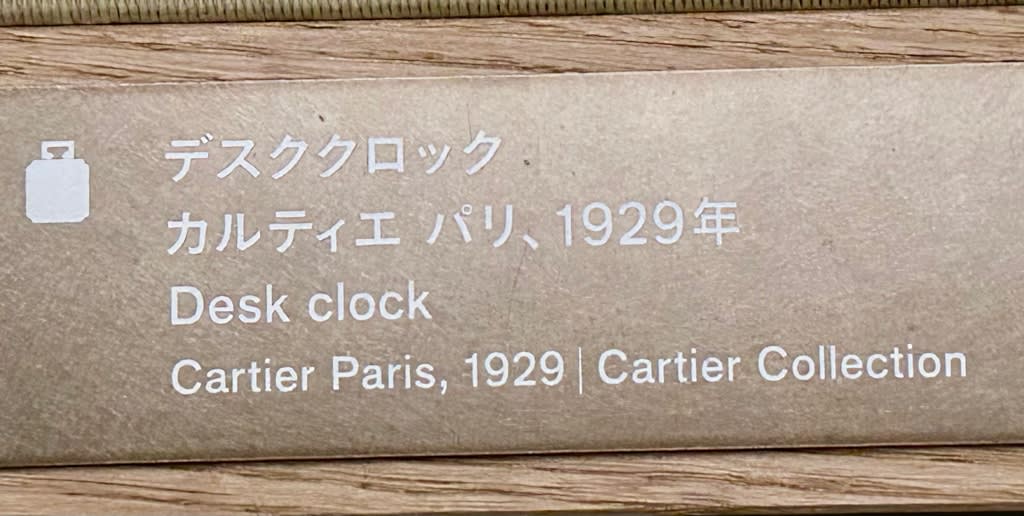 デスククロック
カルティエ パリ、1929年
Desk clock
Cartier Paris, 1929 | Cartier Collection